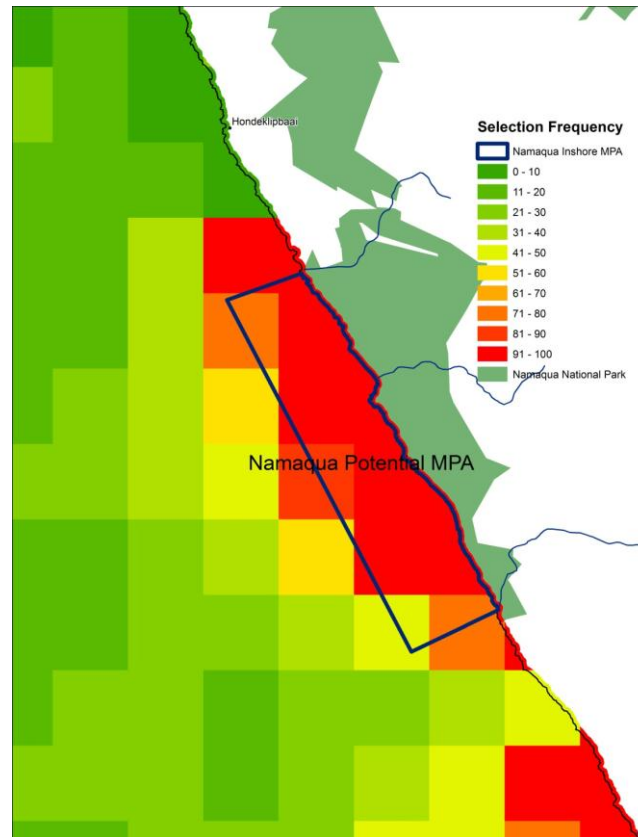 Hondeklipbaai
Selection Frequency
Namaqua Inshore MPA
0 - 10
11 - 20
21 - 30
31 - 40
41 - 50
51 - 60
61 - 70
71 - 80
81 - 90
91 - 100
Namaqua National Park
Namaqua Potential MPA